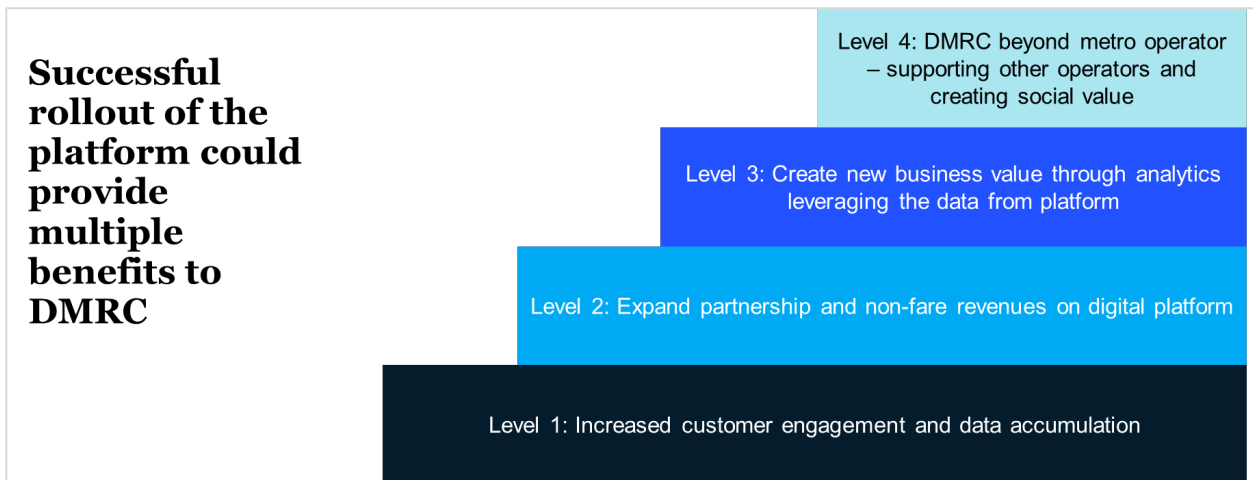 Successful
rollout of the
platform could
provide
multiple
benefits to
DMRC
Level 4: DMRC beyond metro operator
– supporting other operators and
creating social value
Level 3: Create new business value through analytics
leveraging the data from platform
Level 2: Expand partnership and non-fare revenues on digital platform
Level 1: Increased customer engagement and data accumulation